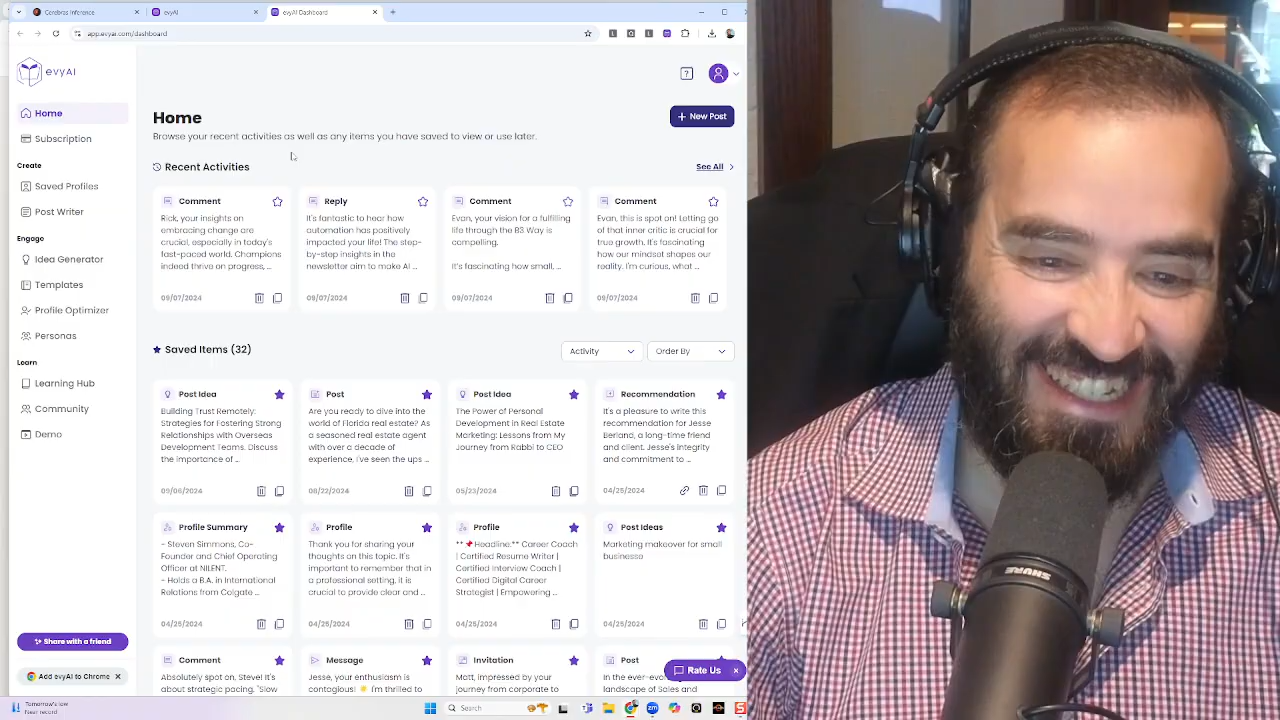 Cerebras Inference
evyAI
evyAI Dashboard
app.evyai.com/dashboard
evyAI
Home
Subscription
Create
Saved Profiles
Post Writer
Engage
Idea Generator
Templates
Profile Optimizer
Personas
Learn
Learning Hub
Community
Demo
Share with a friend
Add evyAI to Chrome
Home
+ New Post
Browse your recent activities as well as any items you have saved to view or use later.
Recent Activities
See All
Comment
Rick, your insights on
embracing change are
crucial, especially in today's
fast-paced world. Champions
indeed thrive on progress, ...
09/07/2024
Reply
It's fantastic to hear how
automation has positively
impacted your life! The step-
by-step insights in the
newsletter aim to make AI ...
09/07/2024
Comment
Evan, your vision for a fulfilling
life through the B3 Way is
compelling.
It's fascinating how small, ...
09/07/2024
Comment
Evan, this is spot on! Letting go
of that inner critic is crucial
for true growth. It's fascinating
how our mindset shapes our
reality. I'm curious, what ...
09/07/2024
Saved Items (32)
Activity
Order By
Post Idea
Building Trust Remotely:
Strategies for Fostering Strong
Relationships with Overseas
Development Teams. Discuss
the importance of ...
09/06/2024
Post
Are you ready to dive into the
world of Florida real estate? As
a seasoned real estate agent
with over a decade of
experience, I've seen the ups ...
08/22/2024
Post Idea
The Power of Personal
Development in Real Estate
Marketing: Lessons from My
Journey from Rabbi to CEO
05/23/2024
Recommendation
It's a pleasure to write this
recommendation for Jesse
Berland, a long-time friend
and client. Jesse's integrity
and commitment to ...
04/25/2024
Profile Summary
- Steven Simmons, Co-
Founder and Chief Operating
Officer at NILENT.
- Holds a B.A. in International
Relations from Colgate ...
04/25/2024
Profile
Thank you for sharing your
thoughts on this topic. It's
important to remember that in
a professional setting, it is
crucial to provide clear and ...
04/25/2024
Profile
**📌Headline:** Career Coach
| Certified Resume Writer |
Certified Interview Coach |
Certified Digital Career
Strategist | Empowering ...
04/25/2024
Post Ideas
Marketing makeover for small
business
04/25/2024
Comment
Absolutely spot on, Steve! It's
about strategic pacing. "Slow
Message
Jesse, your enthusiasm is
contagious! ☀️ I'm thrilled to
Invitation
Matt, impressed by your
journey from corporate to
Post
In the ever-ev
landscape of Sales and
Rate Us
Tomorrow's low
Near record
Search
SHURE